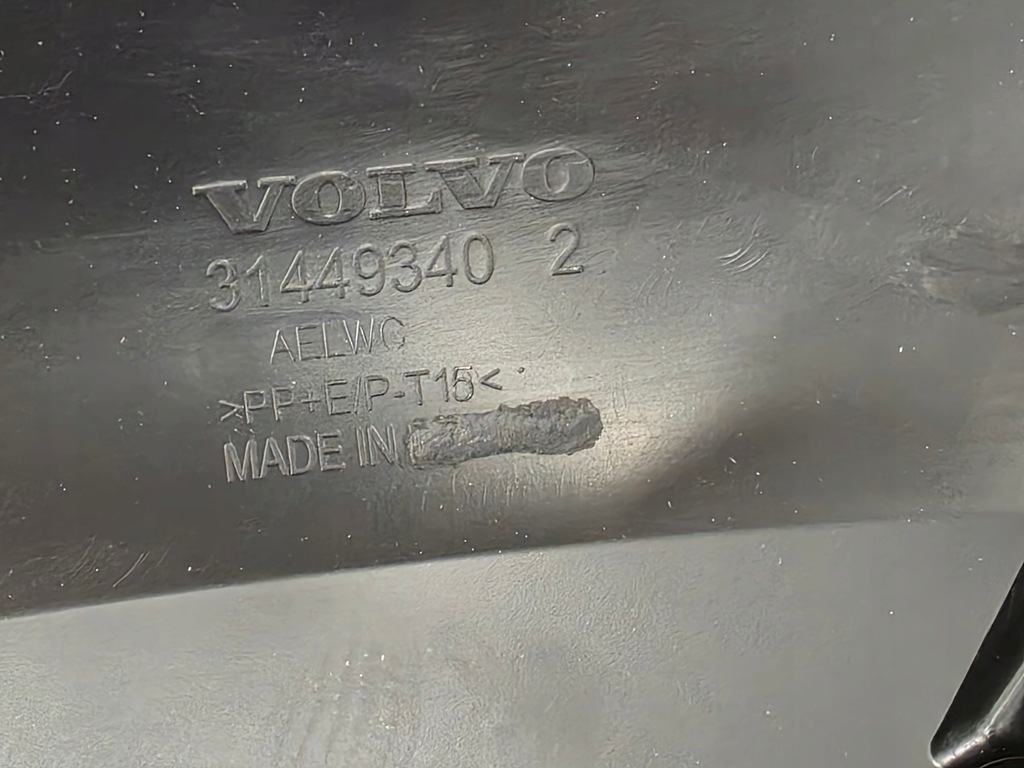 VOLVO
31449340 2
AELWG
>PP+E/P-T15<
MADE IN